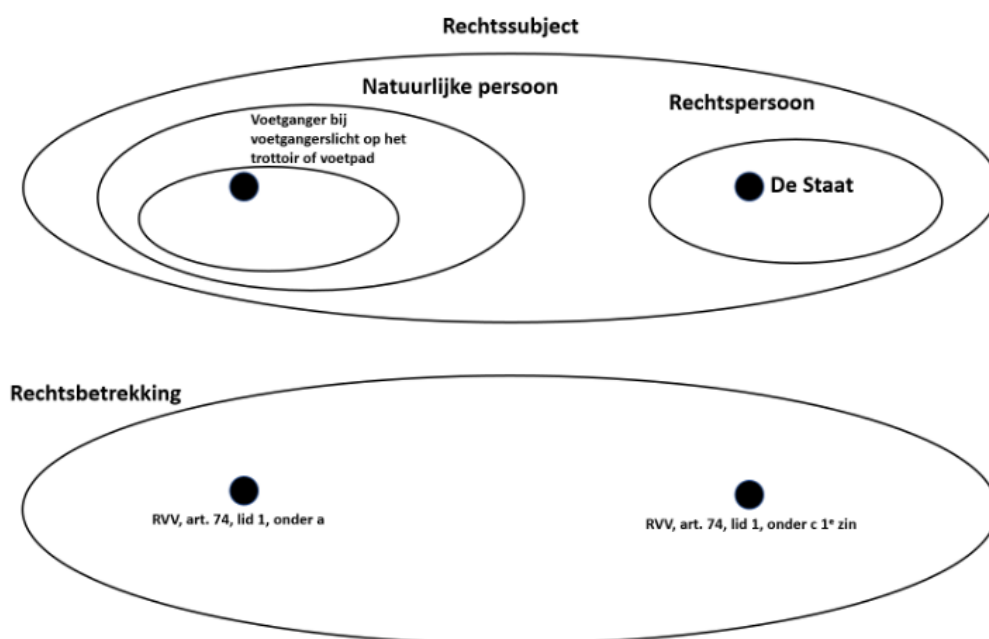 Rechtssubject
Natuurlijke persoon
Rechtspersoon
Voetganger bij
voetgangerslicht op het
trottoir of voetpad
De Staat
Rechtsbetrekking
RVV, art. 74, lid 1, onder a
RVV, art. 74, lid 1, onder c 1ᵉ zin